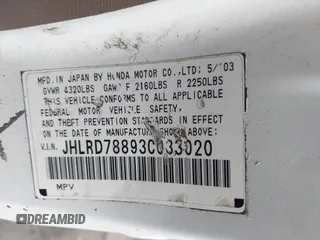 MFD.IN JAPAN BY HONDA MOTOR CO.,LTD; 5/03
GVWR 4320LBS GAWR F 2160LBS R 2250LBS
THIS VEHICLE CONFORMS TO ALL APPLICABLE
FEDERAL MOTOR VEHICLE SAFETY,
AND THEFT PREVENTION STANDARDS
IN EFFECT ON THE DATE
OF MANUFACTURE SHOWN ABOVE.
V.I.N. JHLRD78893C033020
MPV
DREAMBID